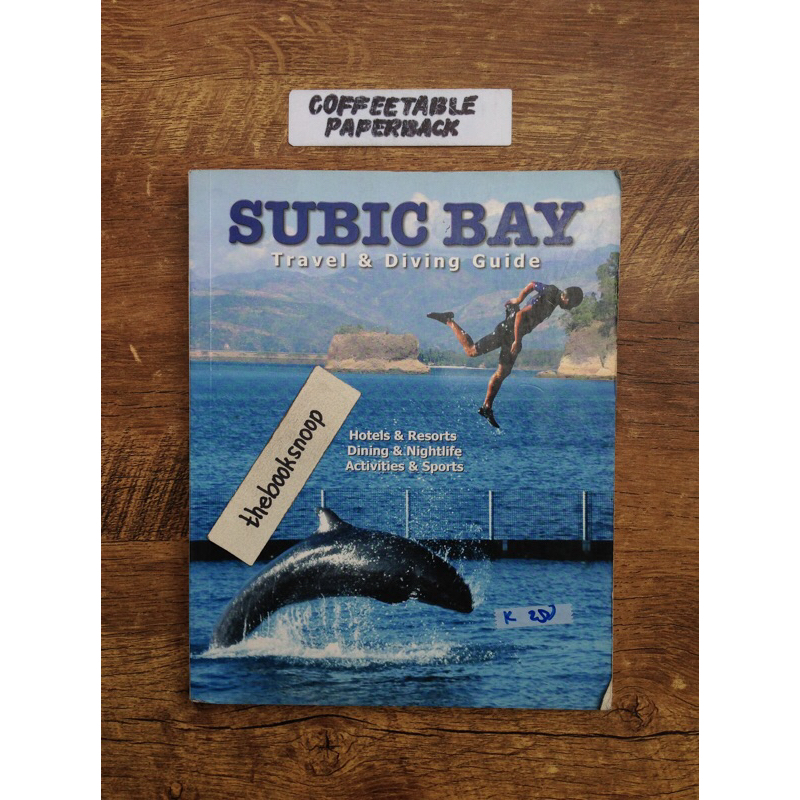 COFFEETABLE
PAPERBACK
SUBIC BAY
Travel & Diving Guide
Hotels & Resorts
Dining & Nightlife
Activities & Sports
thebooksnoop
K